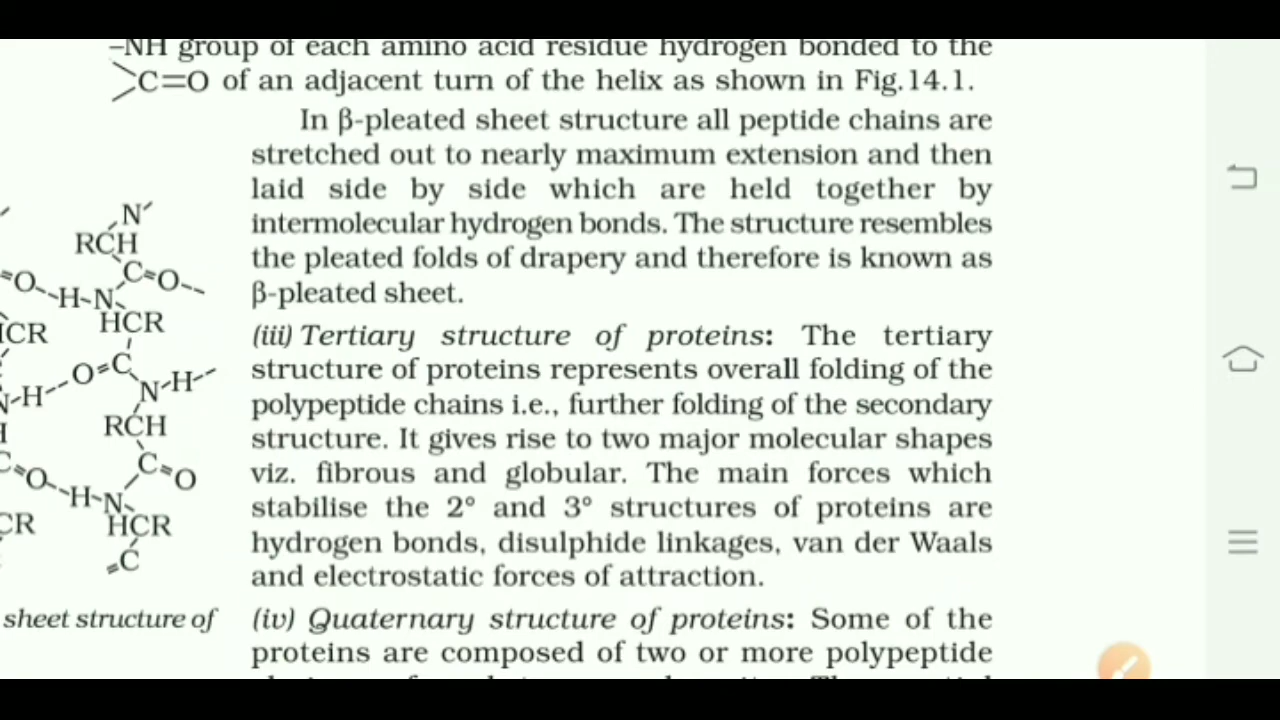 –NH group of each amino acid residue hydrogen bonded to the
C=O of an adjacent turn of the helix as shown in Fig.14.1.
In β-pleated sheet structure all peptide chains are
stretched out to nearly maximum extension and then
laid side by side which are held together by
intermolecular hydrogen bonds. The structure resembles
the pleated folds of drapery and therefore is known as
β-pleated sheet.
(iii) Tertiary structure of proteins: The tertiary
structure of proteins represents overall folding of the
polypeptide chains i.e., further folding of the secondary
structure. It gives rise to two major molecular shapes
viz. fibrous and globular. The main forces which
stabilise the 2° and 3° structures of proteins are
hydrogen bonds, disulphide linkages, van der Waals
and electrostatic forces of attraction.
(iv) Quaternary structure of proteins: Some of the
proteins are composed of two or more polypeptide
N
RCH
C=O
=O H-N
HCR
HCR
O=C
N-H
H
RCH
C=O
C=O H-N
CR
HCR
=C
sheet structure of